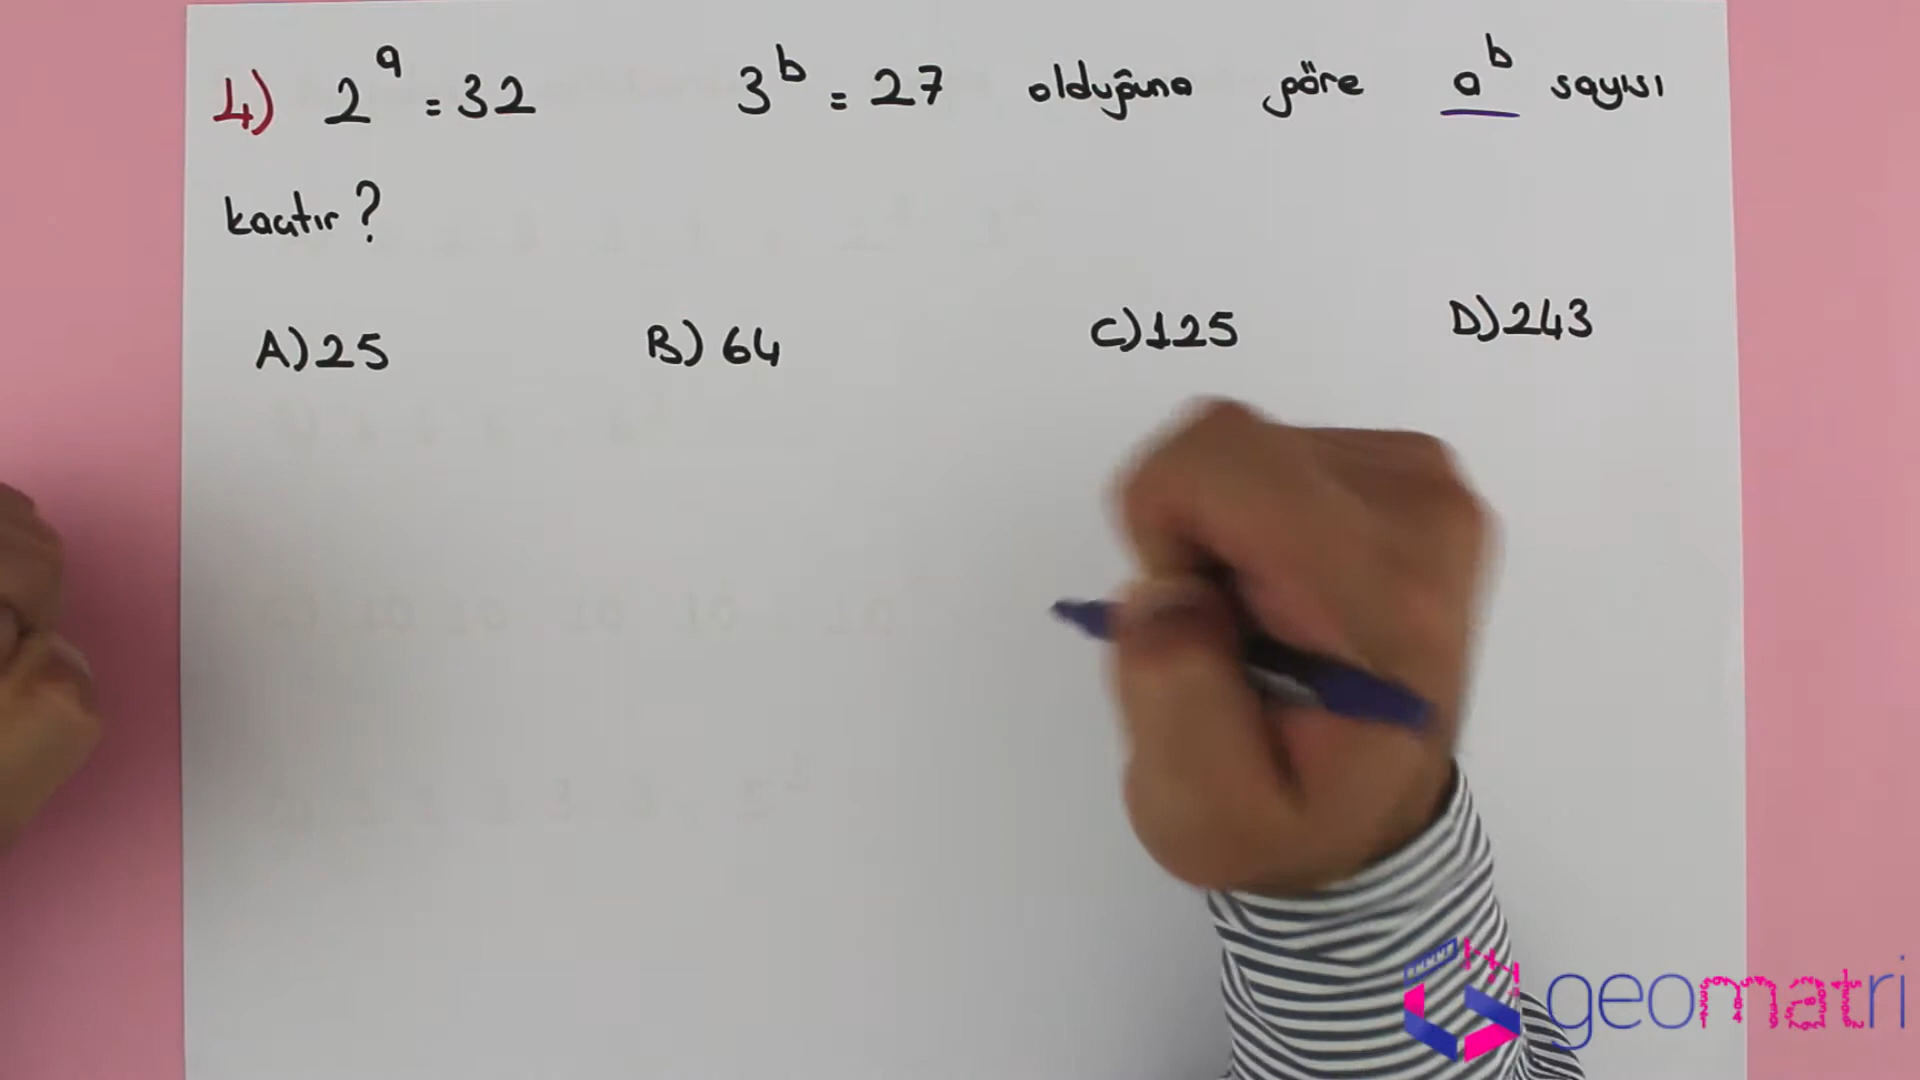 4) 2^a = 32 3^b = 27 olduğuna göre a^b sayısı
kaçtır?
A) 25 B) 64 C) 125 D) 243
geomatri